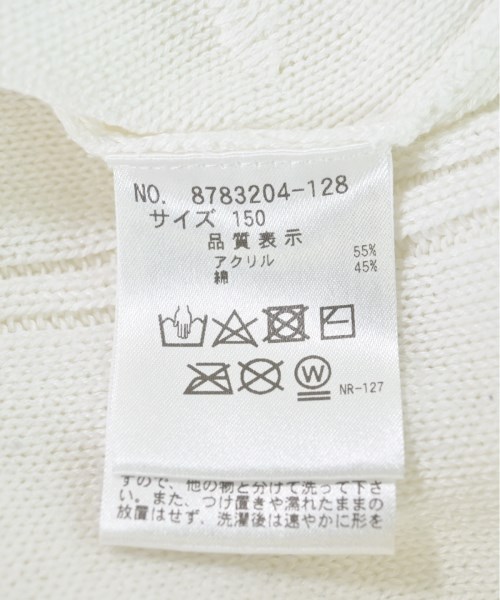 NO. 8783204-128
サイズ 150
品質表示
アクリル 55%
綿 45%
W
NR-127
すので、他の物と分けて洗って下さ
い。また、つけ置きや濡れたままの
放置はせず、洗濯後は速やかに形を